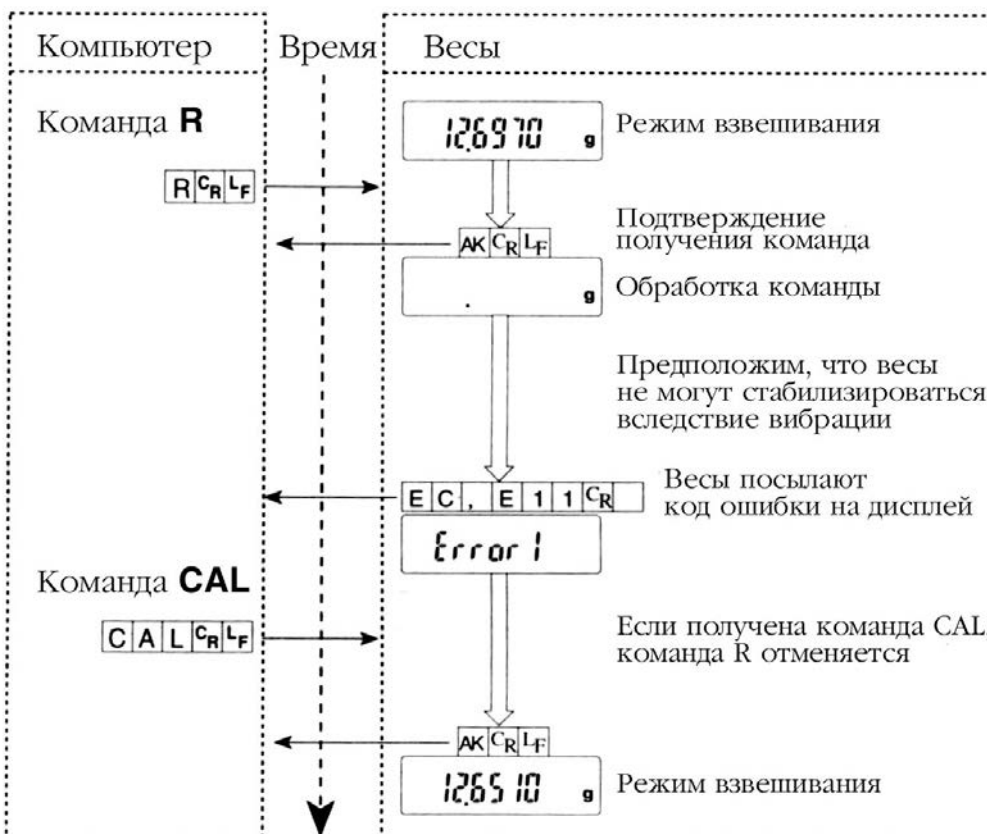 Компьютер Время Весы
Команда R
12.6970 g Режим взвешивания
R CR LF
Подтверждение
получения команда
AK CR LF
. g Обработка команды
Предположим, что весы
не могут стабилизироваться
вследствие вибрации
Весы посылают
код ошибки на дисплей
E C , E 1 1 CR
Error 1
Команда CAL
C A L CR LF
Если получена команда CAL
команда R отменяется
AK CR LF
12.6510 g Режим взвешивания